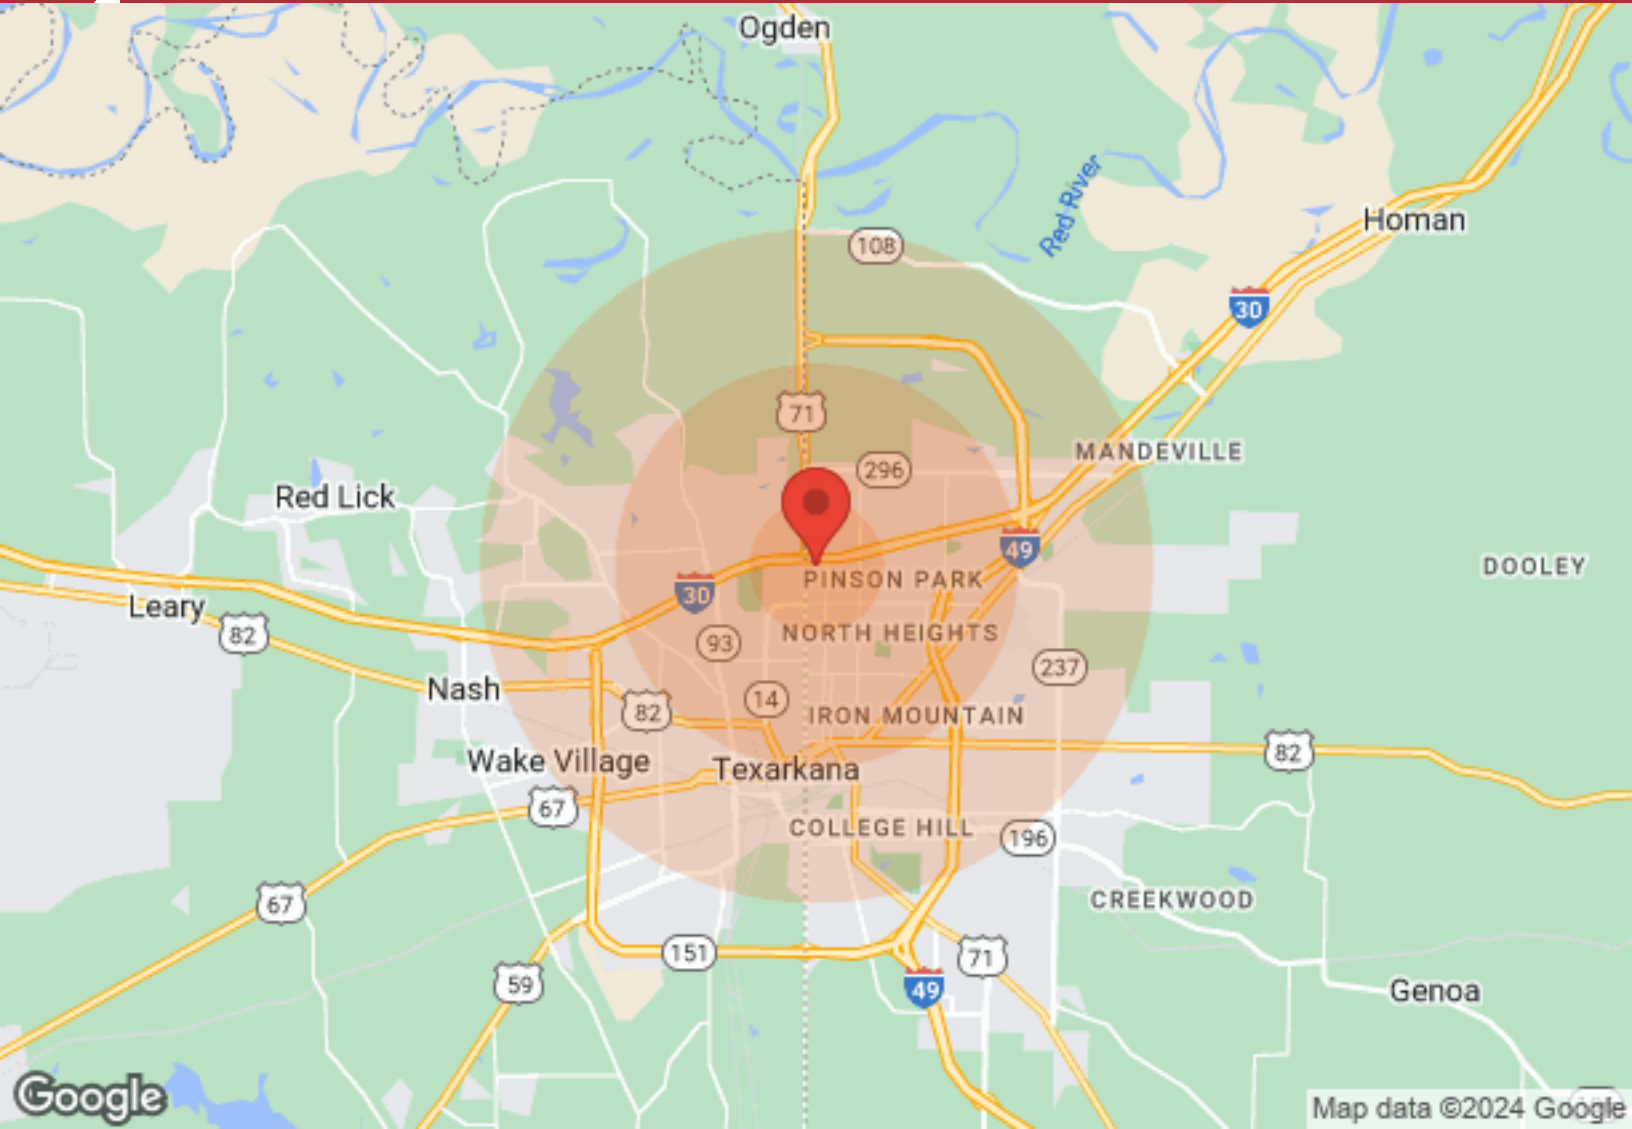 Ogden
Red River
Homan
108
30
71
MANDEVILLE
296
Red Lick
49
DOOLEY
PINSON PARK
30
Leary
82
NORTH HEIGHTS
93
237
Nash
14
82
IRON MOUNTAIN
82
Wake Village
Texarkana
67
COLLEGE HILL
196
67
CREEKWOOD
151
71
59
49
Genoa
Google
Map data ©2024 Google